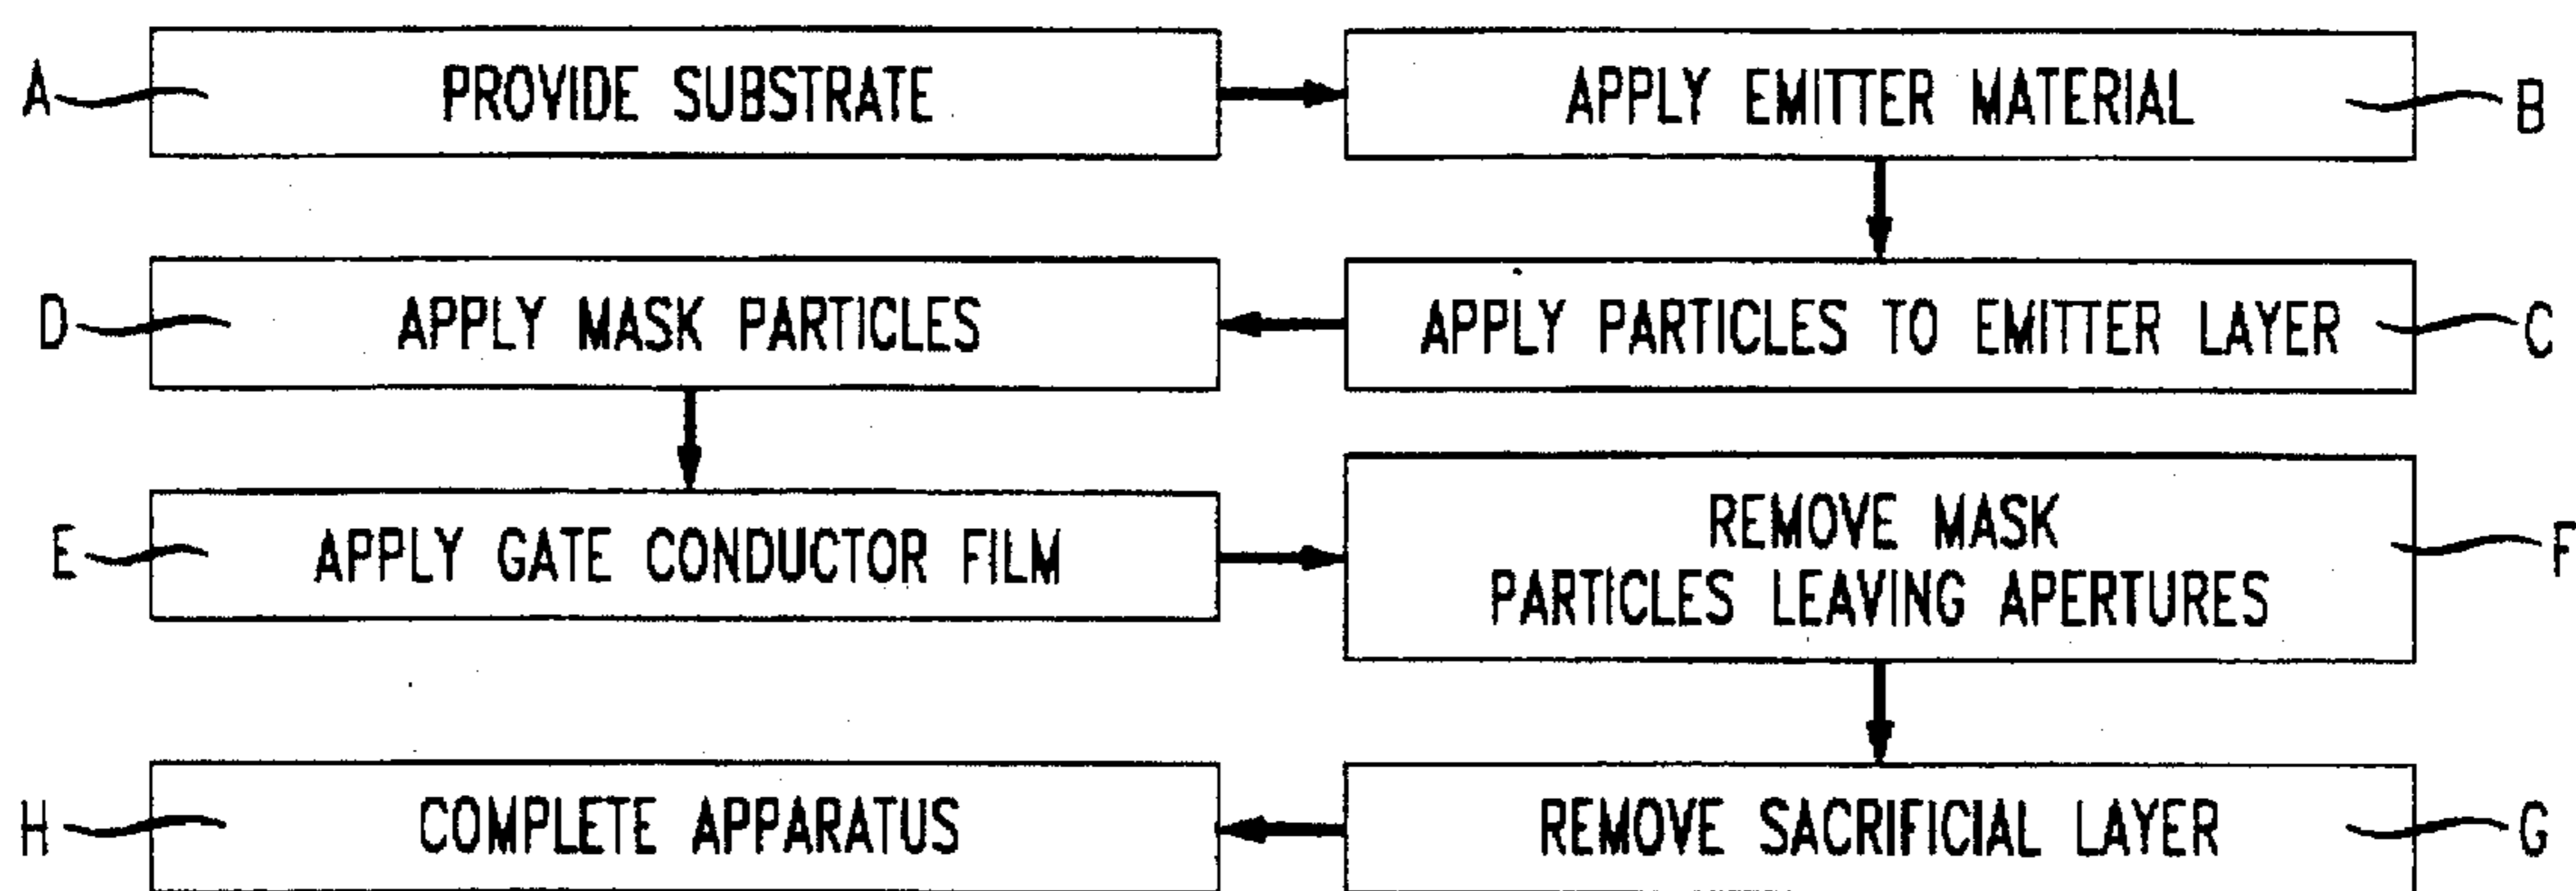 A
PROVIDE SUBSTRATE
APPLY EMITTER MATERIAL
B
D
APPLY MASK PARTICLES
APPLY PARTICLES TO EMITTER LAYER
C
E
APPLY GATE CONDUCTOR FILM
REMOVE MASK
PARTICLES LEAVING APERTURES
F
H
COMPLETE APPARATUS
REMOVE SACRIFICIAL LAYER
G